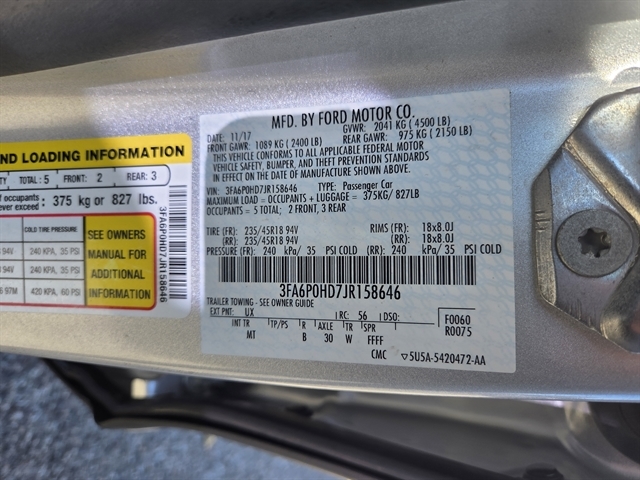 MFD. BY FORD MOTOR CO.
DATE: 11/17 GVWR: 2041 KG ( 4500 LB)
FRONT GAWR: 1089 KG ( 2400 LB) REAR GAWR: 975 KG ( 2150 LB)
THIS VEHICLE CONFORMS TO ALL APPLICABLE FEDERAL MOTOR
VEHICLE SAFETY, BUMPER, AND THEFT PREVENTION STANDARDS
IN EFFECT ON THE DATE OF MANUFACTURE SHOWN ABOVE.
VIN: 3FA6P0HD7JR158646 TYPE: Passenger Car
MAXIMUM LOAD = OCCUPANTS + LUGGAGE = 375KG/ 827LB
OCCUPANTS = 5 TOTAL: 2 FRONT, 3 REAR
TIRE (FR): 235/45R18 94V RIMS (FR): 18x8.0J
(RR): 235/45R18 94V (RR): 18x8.0J
PRESSURE (FR): 240 kPa/ 35 PSI COLD (RR): 240 kPa/35 PSI COLD
3FA6P0HD7JR158646
TRAILER TOWING - SEE OWNER GUIDE
EXT PNT: UX RC: 56 DSO: F0060
R0075
INT TR TP/PS R AXLE TR SPR
MT B 30 W FFFF
CMC ▽5U5A-5420472-AA
ND LOADING INFORMATION
TY TOTAL : 5 FRONT: 2 REAR: 3
f occupants
ever exceed : 375 kg or 827 lbs.
COLD TIRE PRESSURE
94V 240 KPA, 35 PSI
94V 240 KPA, 35 PSI
97M 420 KPA, 60 PSI
SEE OWNERS
MANUAL FOR
ADDITIONAL
INFORMATION
3FA6P0HD7JR158646